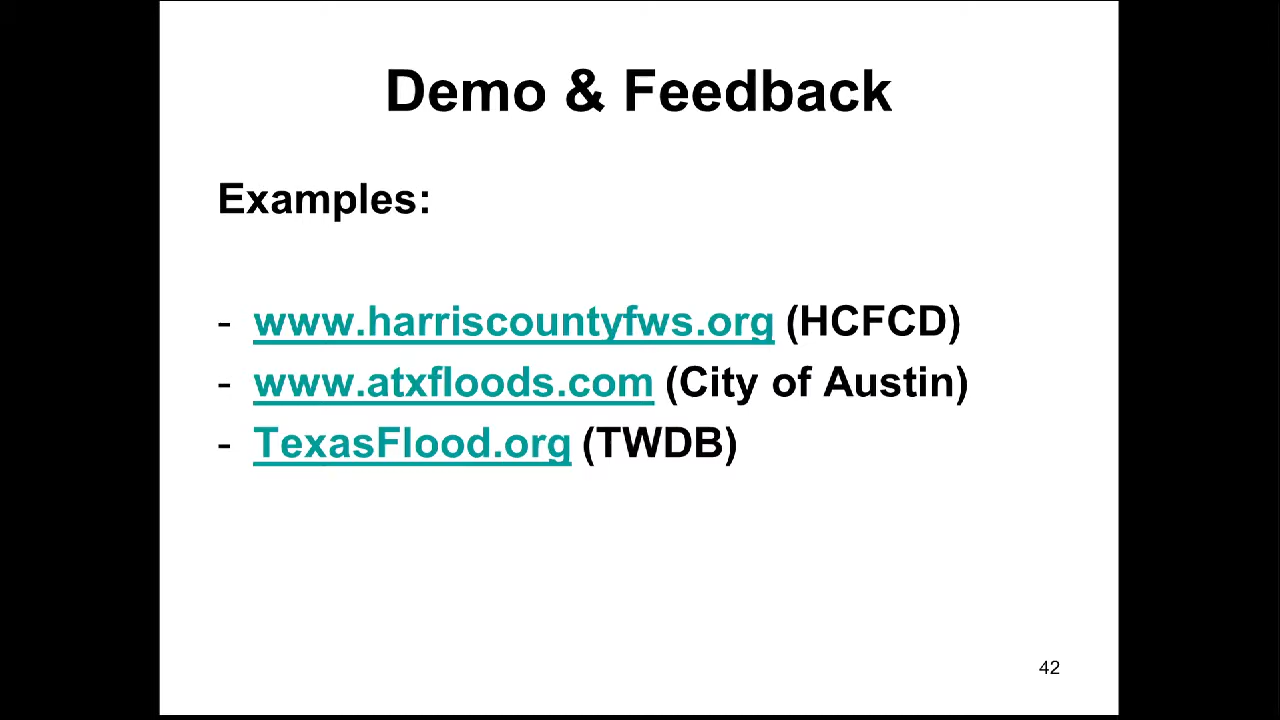 Demo & Feedback
Examples:
- www.harriscountyfws.org (HCFCD)
- www.atxfloods.com (City of Austin)
- TexasFlood.org (TWDB)
42